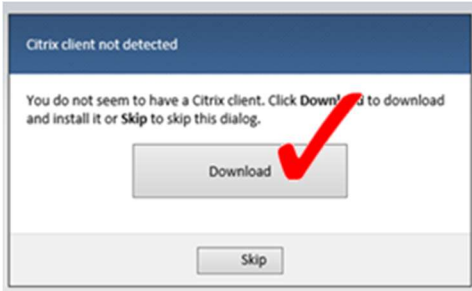 Citrix client not detected
You do not seem to have a Citrix client. Click Download to download
and install it or Skip to skip this dialog.
Download
Skip